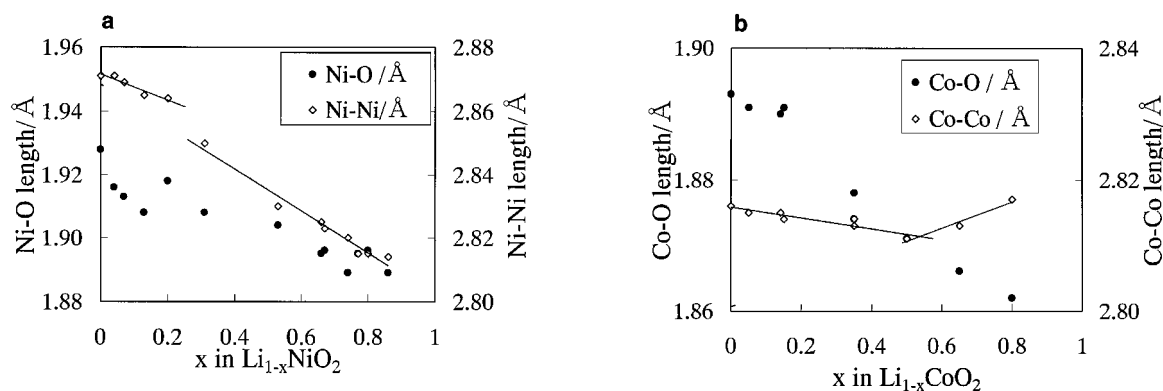 a
1.96
1.94
1.92
1.90
1.88
Ni-O length/Å
2.88
2.86
2.84
2.82
2.80
Ni-Ni length/Å
Ni-O / Å
Ni-Ni/ Å
0 0.2 0.4 0.6 0.8 1
x in Li1-xNiO2
b
1.90
1.88
1.86
Co-O length/Å
2.84
2.82
2.80
Co-Co length/Å
Co-O / Å
Co-Co / Å
0 0.2 0.4 0.6 0.8 1
x in Li1-xCoO2